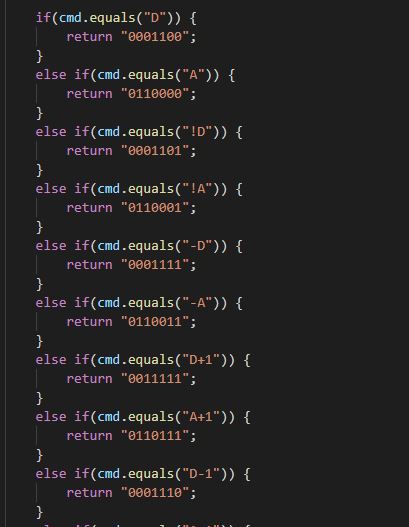 if(cmd.equals("D")) {
    return "0001100";
}
else if(cmd.equals("A")) {
    return "0110000";
}
else if(cmd.equals("!D")) {
    return "0001101";
}
else if(cmd.equals("!A")) {
    return "0110001";
}
else if(cmd.equals("-D")) {
    return "0001111";
}
else if(cmd.equals("-A")) {
    return "0110011";
}
else if(cmd.equals("D+1")) {
    return "0011111";
}
else if(cmd.equals("A+1")) {
    return "0110111";
}
else if(cmd.equals("D-1")) {
    return "0001110";
}